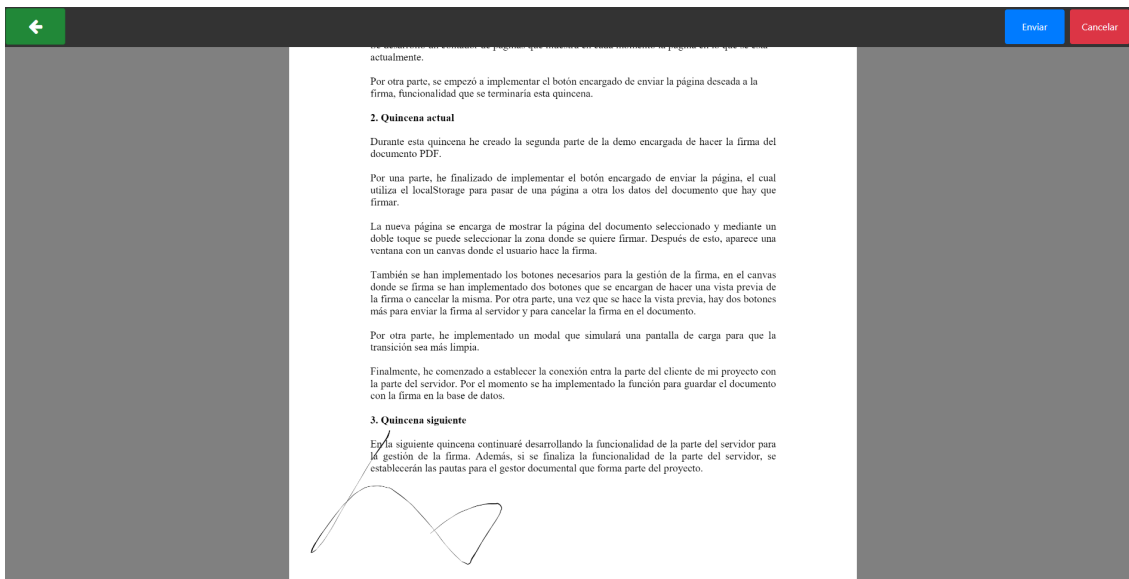 Enviar
Cancelar
actualmente.
Por otra parte, se empezó a implementar el botón encargado de enviar la página deseada a la
firma, funcionalidad que se terminaría esta quincena.
2. Quincena actual
Durante esta quincena he creado la segunda parte de la demo encargada de hacer la firma del
documento PDF.
Por una parte, he finalizado de implementar el botón encargado de enviar la página, el cual
utiliza el localStorage para pasar de una página a otra los datos del documento que hay que
firmar.
La nueva página se encarga de mostrar la página del documento seleccionado y mediante un
doble toque se puede seleccionar la zona donde se quiere firmar. Después de esto, aparece una
ventana con un canvas donde el usuario hace la firma.
También se han implementado los botones necesarios para la gestión de la firma, en el canvas
donde se firma se han implementado dos botones que se encargan de hacer una vista previa de
la firma o cancelar la misma. Por otra parte, una vez que se hace la vista previa, hay dos botones
más para enviar la firma al servidor y para cancelar la firma en el documento.
Por otra parte, he implementado un modal que simulará una pantalla de carga para que la
transición sea más limpia.
Finalmente, he comenzado a establecer la conexión entra la parte del cliente de mi proyecto con
la parte del servidor. Por el momento se ha implementado la función para guardar el documento
con la firma en la base de datos.
3. Quincena siguiente
En la siguiente quincena continuaré desarrollando la funcionalidad de la parte del servidor para
la gestión de la firma. Además, si se finaliza la funcionalidad de la parte del servidor, se
establecerán las pautas para el gestor documental que forma parte del proyecto.